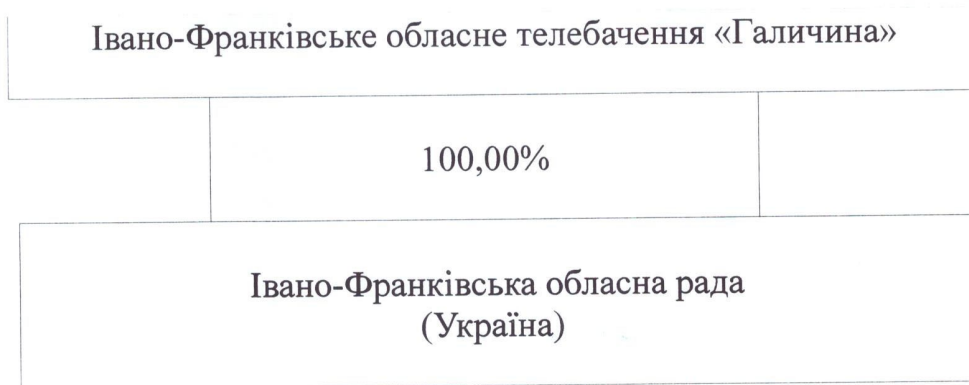 Івано-Франківське обласне телебачення «Галичина»
100,00%
Івано-Франківська обласна рада
(Україна)